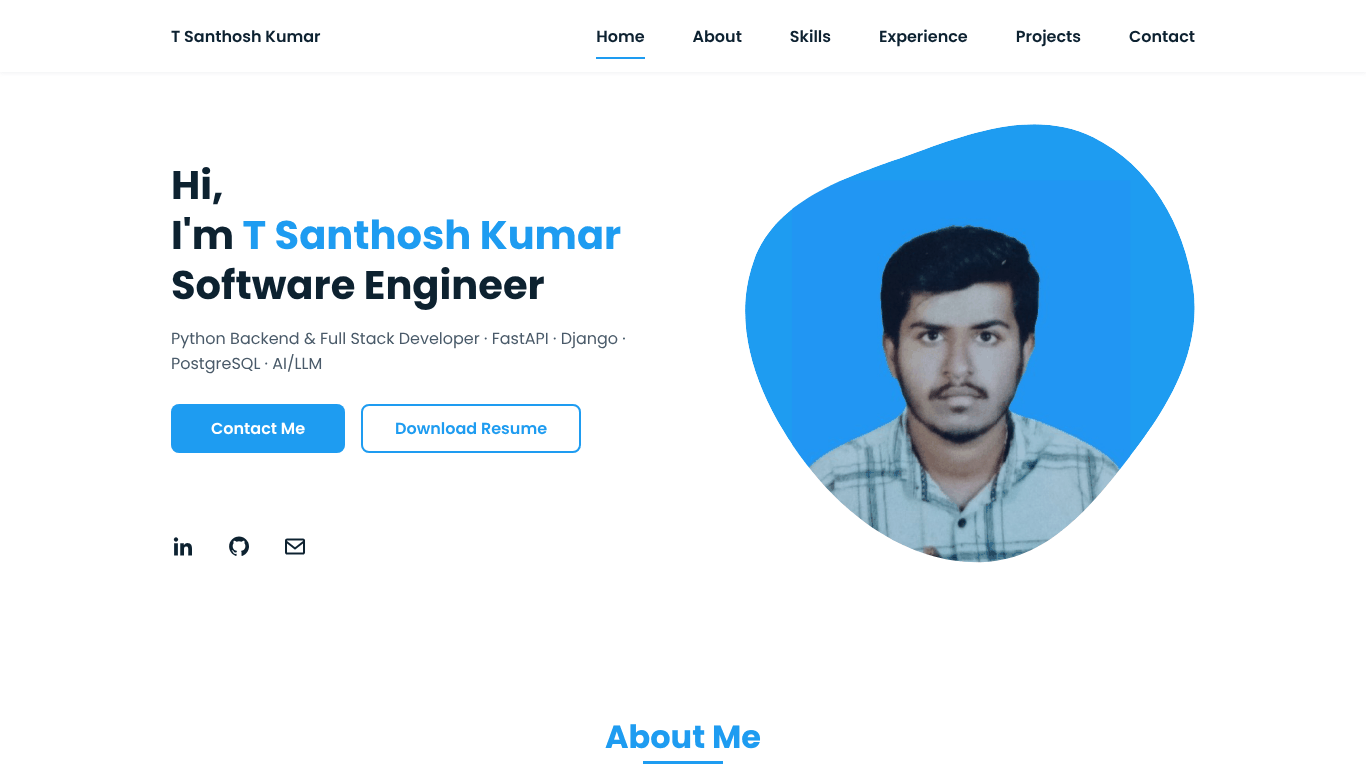 T Santhosh Kumar
Home
About
Skills
Experience
Projects
Contact
Hi,
I'm T Santhosh Kumar
Software Engineer
Python Backend & Full Stack Developer · FastAPI · Django ·
PostgreSQL · AI/LLM
Contact Me
Download Resume
in
About Me